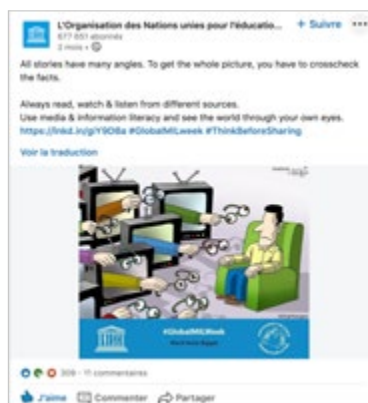 L'Organisation des Nations unies pour l'éducatio...
+ Suivre
677 651 abonnés
2 mois •
All stories have many angles. To get the whole picture, you have to crosscheck
the facts.
Always read, watch & listen from different sources.
Use media & information literacy and see the world through your own eyes.
https://lnkd.in/giY9D8a #GlobalMILweek #ThinkBeforeSharing
Voir la traduction
#GlobalMILWeek
309 · 11 commentaires
J'aime
Commenter
Partager